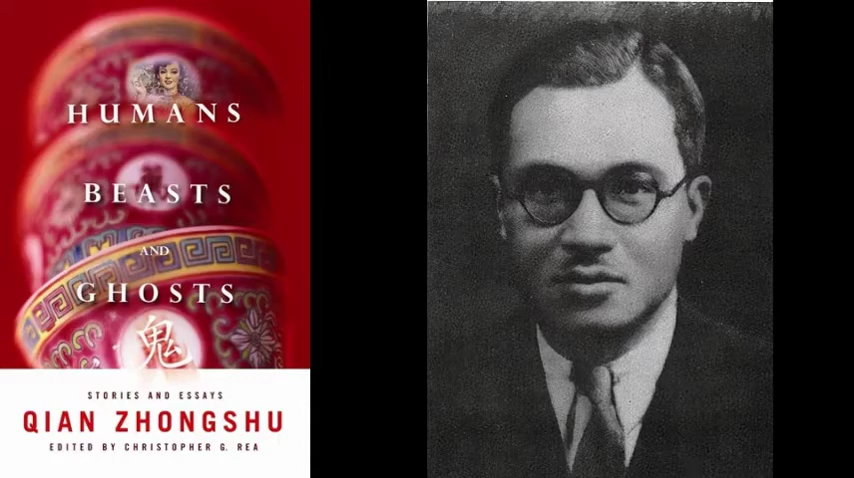 HUMANS
BEASTS
AND
GHOSTS
鬼
STORIES AND ESSAYS
QIAN ZHONGSHU
EDITED BY CHRISTOPHER G. REA